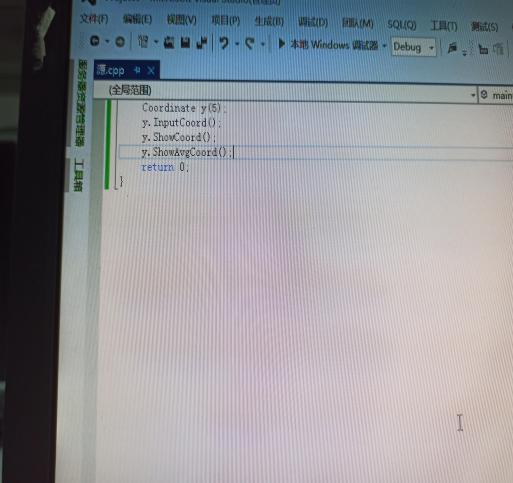 文件(F) 编辑(E) 视图(V) 项目(P) 生成(B) 调试(D) 团队(M) SQL(Q) 工具(T) 测试(S)
本地 Windows 调试器 Debug
源.cpp
(全局范围) main
服务器资源管理器
工具箱
Coordinate y(5);
y.InputCoord();
y.ShowCoord();
y.ShowAvgCoord();
return 0;
}